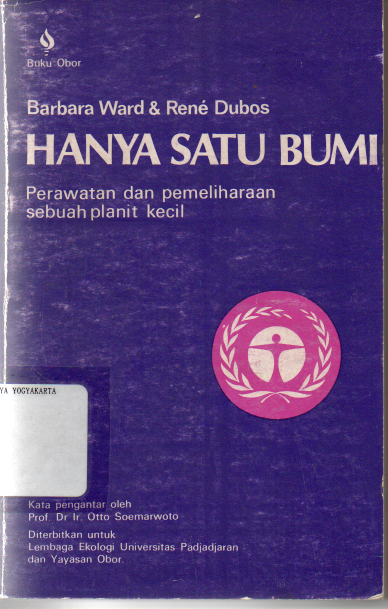 Buku Obor
Barbara Ward & René Dubos
HANYA SATU BUMI
Perawatan dan pemeliharaan
sebuah planit kecil
YA YOGYAKARTA
Kata pengantar oleh
Prof. Dr Ir. Otto Soemarwoto
Diterbitkan untuk
Lembaga Ekologi Universitas Padjadjaran
dan Yayasan Obor.